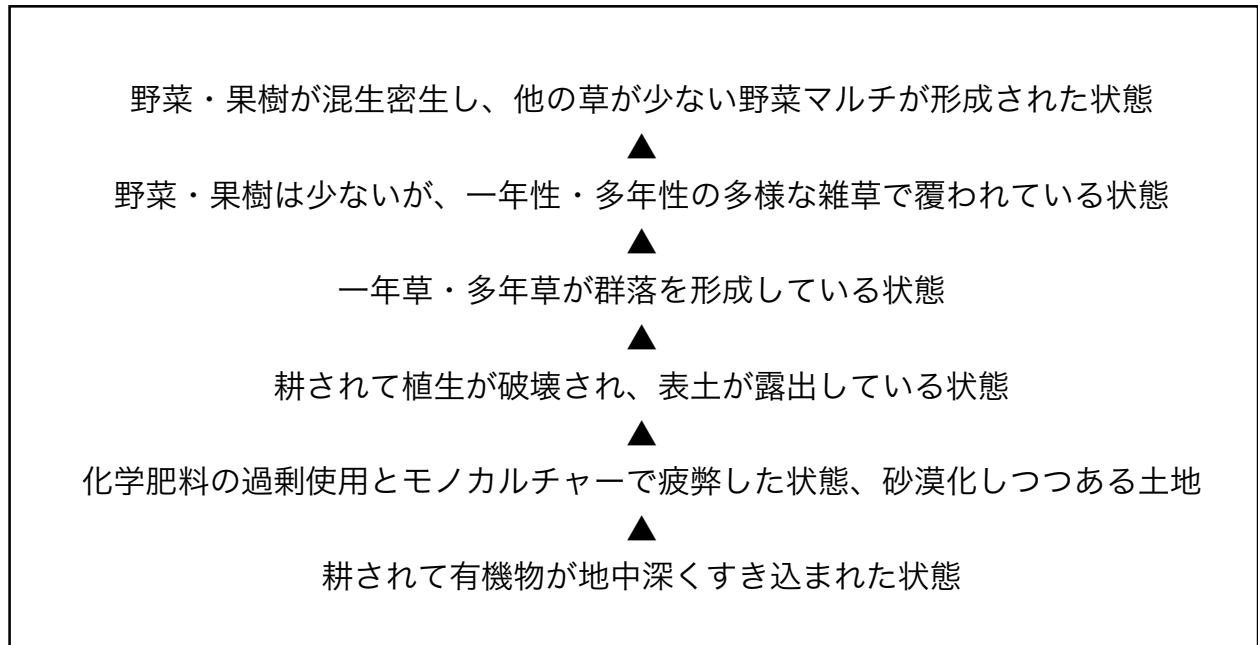 野菜・果樹が混生密生し、他の草が少ない野菜マルチが形成された状態
▲
野菜・果樹は少ないが、一年性・多年性の多様な雑草で覆われている状態
▲
一年草・多年草が群落を形成している状態
▲
耕されて植生が破壊され、表土が露出している状態
▲
化学肥料の過剰使用とモノカルチャーで疲弊した状態、砂漠化しつつある土地
▲
耕されて有機物が地中深くすき込まれた状態